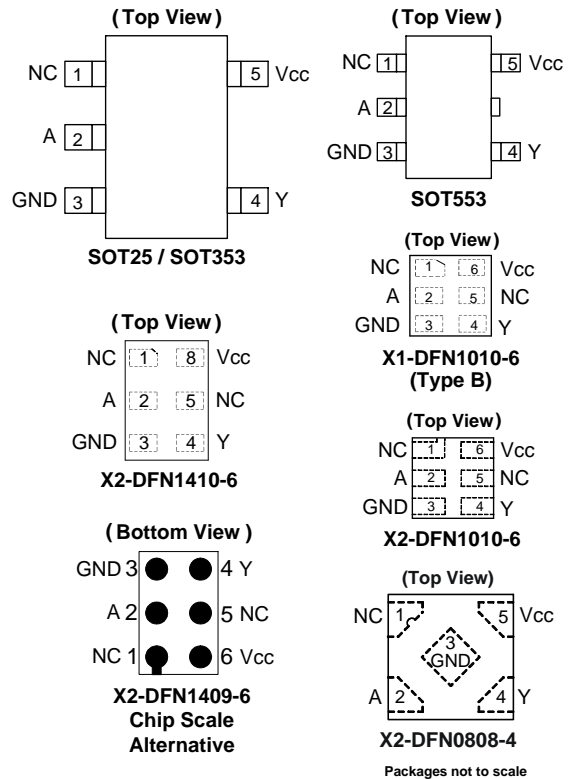 (Top View)
NC 1 5 Vcc
A 2
GND 3 4 Y
SOT25 / SOT353
(Top View)
NC 1 5 Vcc
A 2
GND 3 4 Y
SOT553
(Top View)
NC 1 6 Vcc
A 2 5 NC
GND 3 4 Y
X1-DFN1010-6
(Type B)
(Top View)
NC 1 8 Vcc
A 2 5 NC
GND 3 4 Y
X2-DFN1410-6
(Top View)
NC 1 6 Vcc
A 2 5 NC
GND 3 4 Y
X2-DFN1010-6
(Bottom View)
GND 3 4 Y
A 2 5 NC
NC 1 6 Vcc
X2-DFN1409-6
Chip Scale
Alternative
(Top View)
NC 1 5 Vcc
3
GND
A 2 4 Y
X2-DFN0808-4
Packages not to scale